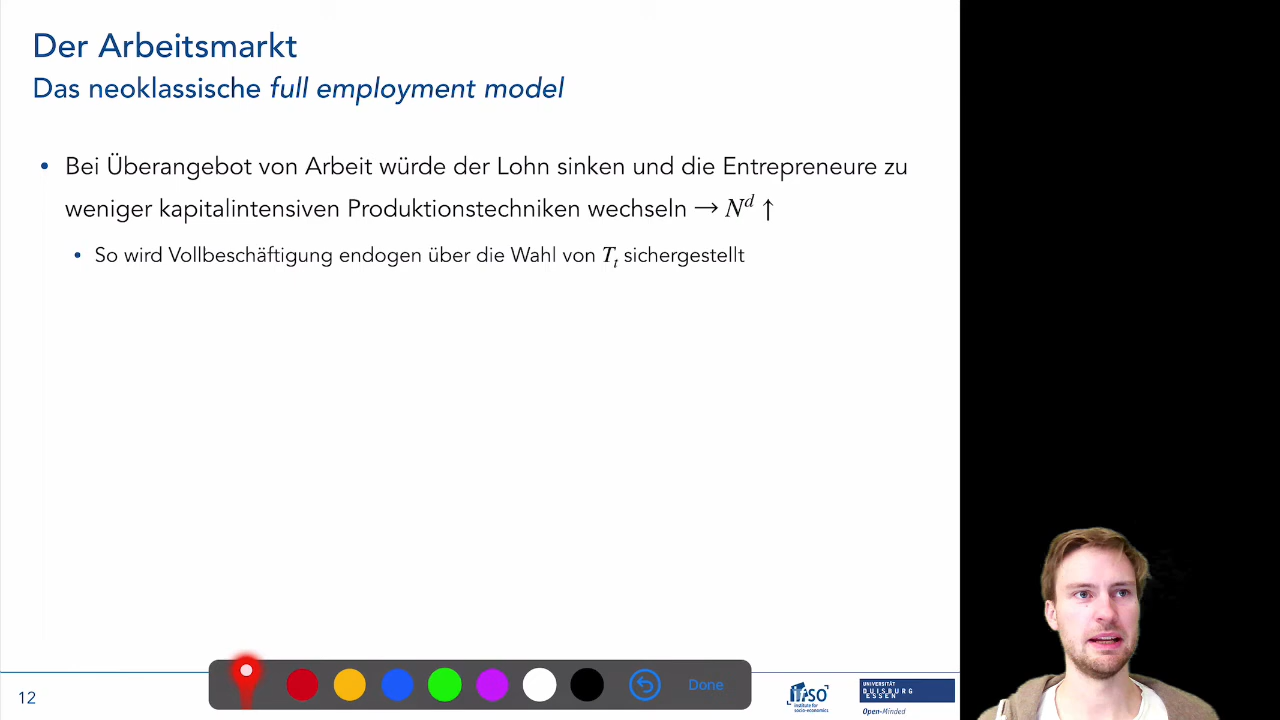 Der Arbeitsmarkt
Das neoklassische full employment model
• Bei Überangebot von Arbeit würde der Lohn sinken und die Entrepreneure zu
weniger kapitalintensiven Produktionstechniken wechseln → Nᵈ ↑
• So wird Vollbeschäftigung endogen über die Wahl von Tₜ sichergestellt
12
Done
ifso
institute for
socio-economics
UNIVERSITÄT
DUISBURG
ESSEN
Open-Minded